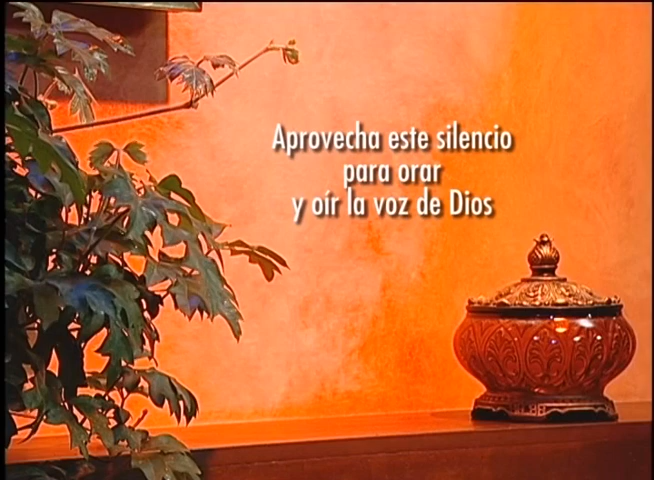 Aprovecha este silencio
para orar
y oír la voz de Dios